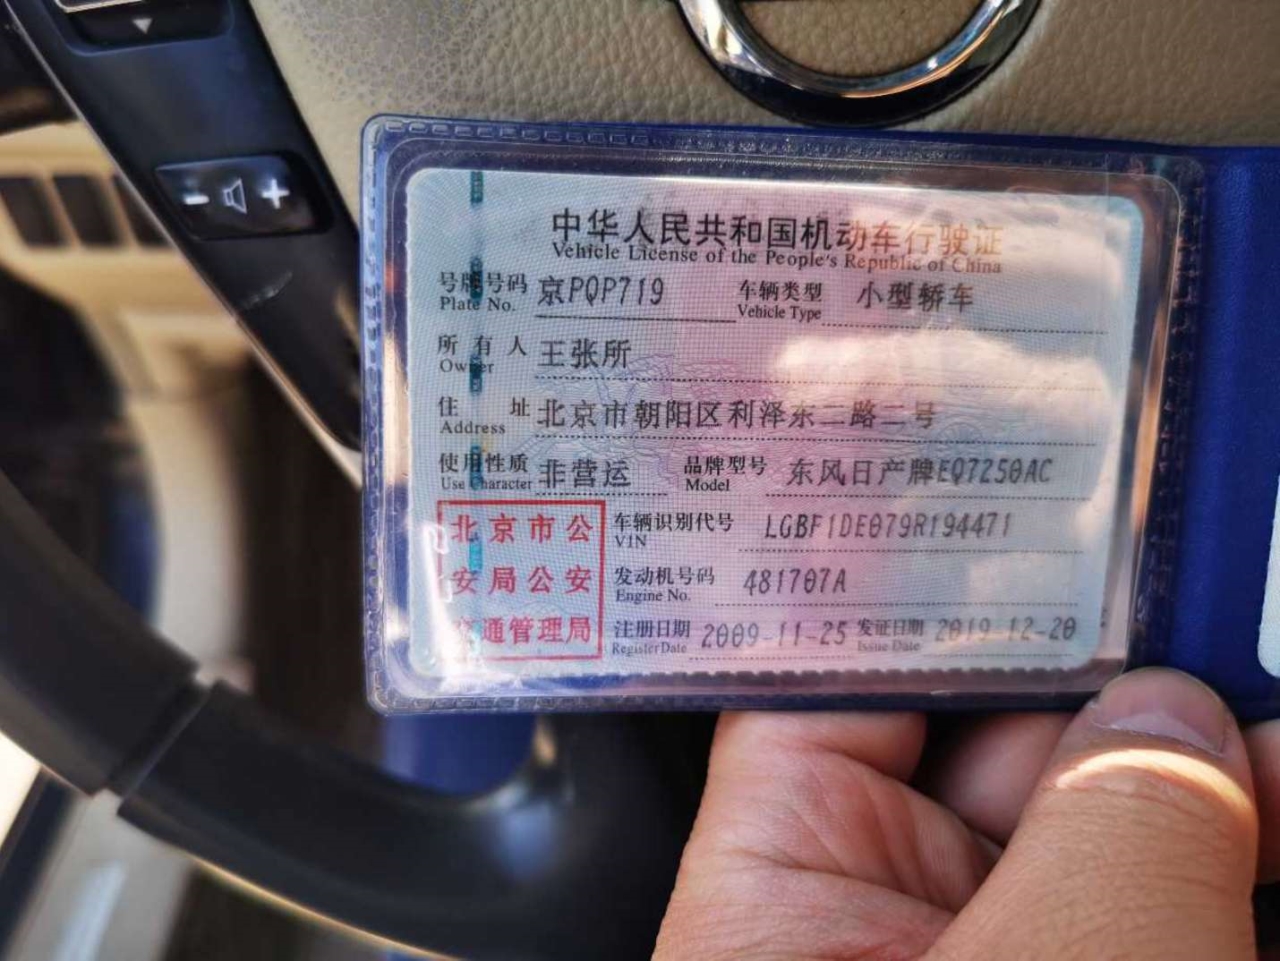 中华人民共和国机动车行驶证
Vehicle License of the People's Republic of China
号牌号码 京PQP719 车辆类型 小型轿车
Plate No. Vehicle Type
所有人 王张所
Owner
住址 北京市朝阳区利泽东二路二号
Address
使用性质 非营运 品牌型号 东风日产牌EQ7250AC
Use Character Model
北京市公安局公安交通管理局
车辆识别代号 LGBF1DE079R194471
VIN
发动机号码 481707A
Engine No.
注册日期 2009-11-25 发证日期 2019-12-20
Register Date Issue Date